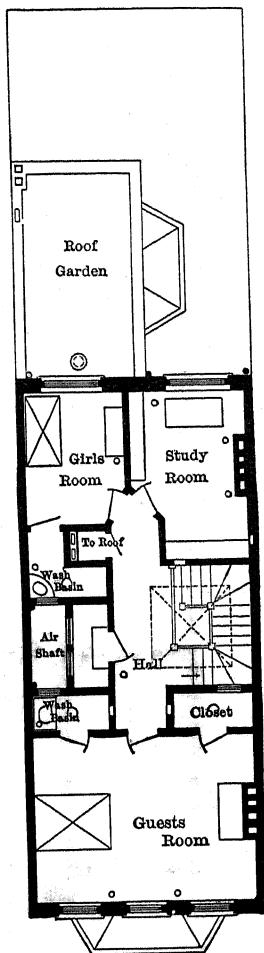 Roof
Garden
Girls
Room
Study
Room
To Roof
Wash
Basin
Air
Shaft
Hall
Wash
Basin
Closet
Guests
Room